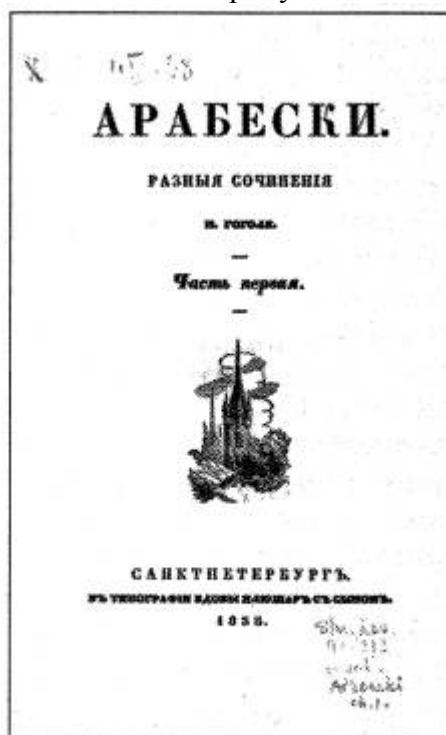 АРАБЕСКИ.
РАЗНЫЯ СОЧИНЕНІЯ
Н. ГОГОЛЯ.
Часть первая.
САНКТПЕТЕРБУРГЪ.
ВЪ ТИПОГРАФІИ ВДОВЫ ПЛЮШАРЪ СЪ СЫНОМЪ.
1835.